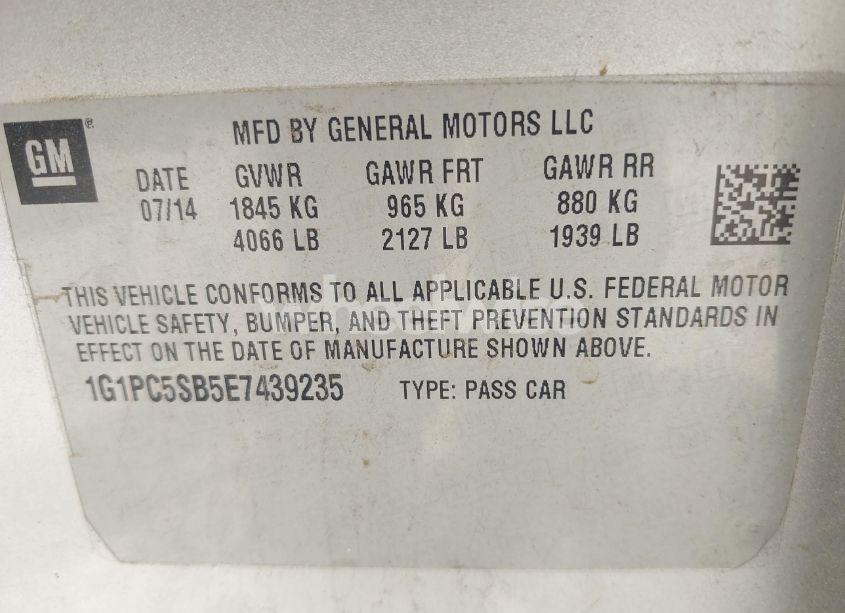 GM ®
MFD BY GENERAL MOTORS LLC
DATE GVWR GAWR FRT GAWR RR
07/14 1845 KG 965 KG 880 KG
4066 LB 2127 LB 1939 LB
THIS VEHICLE CONFORMS TO ALL APPLICABLE U.S. FEDERAL MOTOR
VEHICLE SAFETY, BUMPER, AND THEFT PREVENTION STANDARDS IN
EFFECT ON THE DATE OF MANUFACTURE SHOWN ABOVE.
1G1PC5SB5E7439235 TYPE: PASS CAR